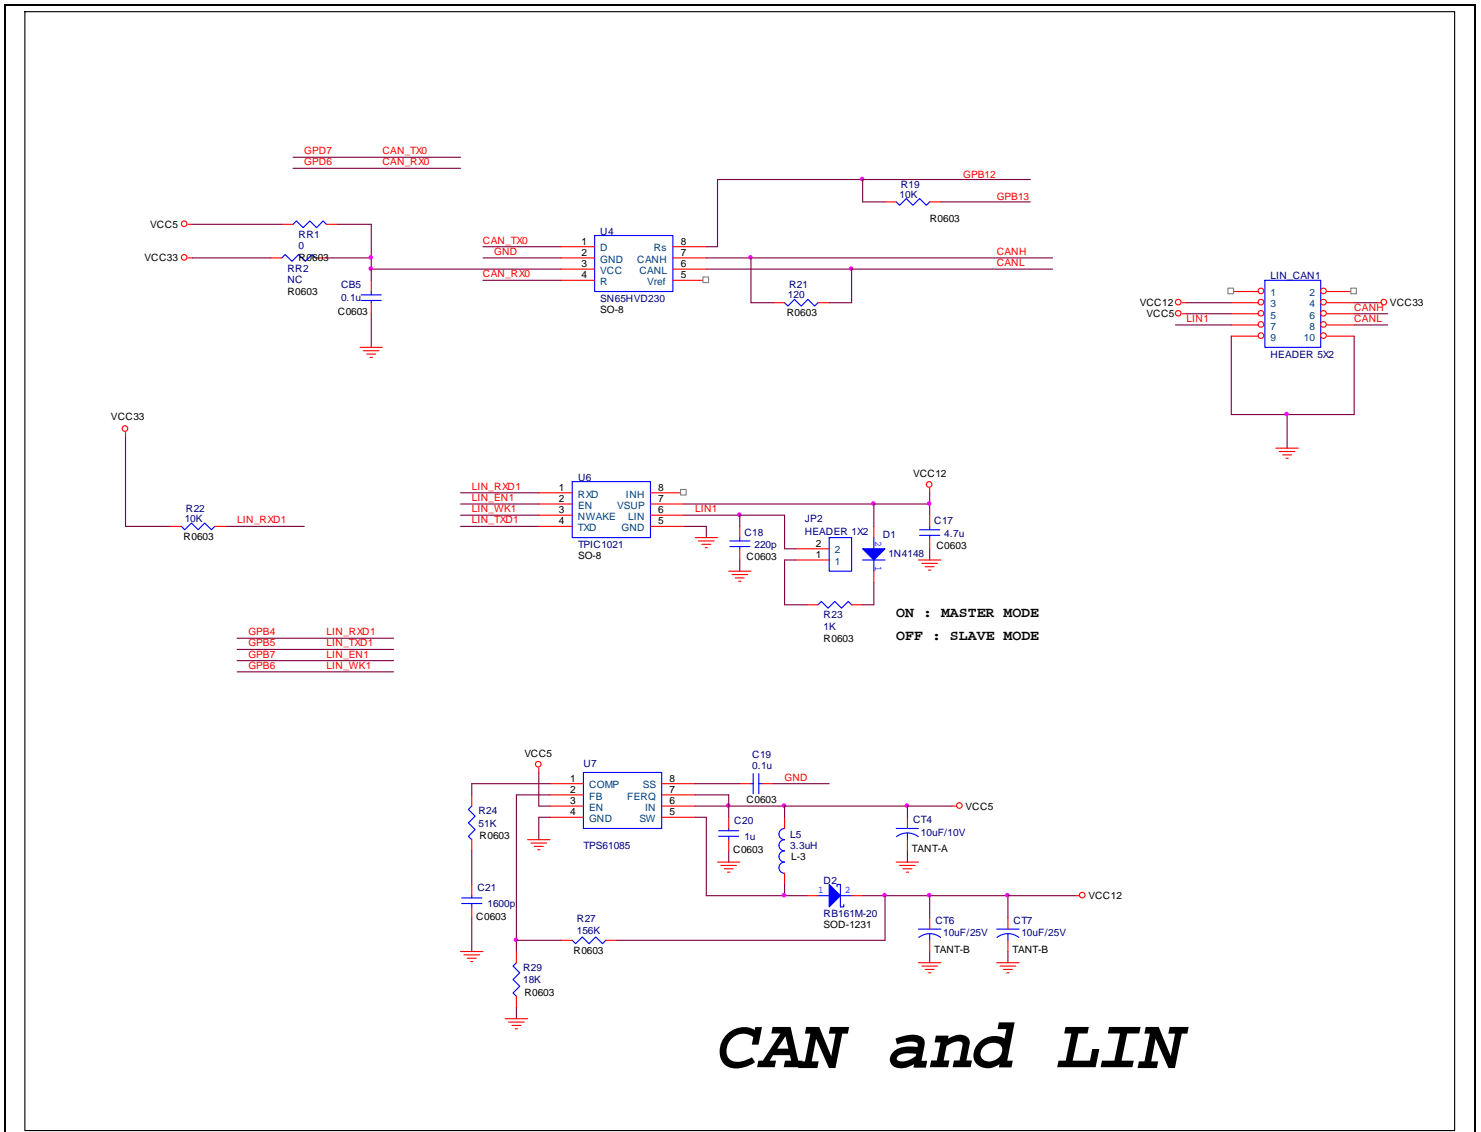 GPD7 CAN_TX0
GPD6 CAN_RX0
GPB12
R19
10K
GPB13
R0603
VCC5
RR1
0
R0603
VCC33
RR2
NC
R0603
CB5
0.1u
C0603
U4
CAN_TX0 1 D Rs 8
GND 2 GND CANH 7 CANH
3 VCC CANL 6 CANL
CAN_RX0 4 R Vref 5
SN65HVD230
SO-8
R21
120
R0603
LIN_CAN1
1 2
VCC12 3 4 VCC33
VCC5 5 6 CANH
LIN1 7 8 CANL
9 10
HEADER 5X2
VCC33
R22
10K
R0603
LIN_RXD1
U6
LIN_RXD1 1 RXD INH 8
LIN_EN1 2 EN VSUP 7
LIN_WK1 3 NWAKE LIN 6 LIN1
LIN_TXD1 4 TXD GND 5
TPIC1021
SO-8
VCC12
C18
220p
C0603
JP2
HEADER 1X2
2 2
1 1
D1
2
1N4148
1
C17
4.7u
C0603
R23
1K
R0603
ON : MASTER MODE
OFF : SLAVE MODE
GPB4 LIN_RXD1
GPB5 LIN_TXD1
GPB7 LIN_EN1
GPB6 LIN_WK1
VCC5
U7
1 COMP SS 8
2 FB FERQ 7
3 EN IN 6
4 GND SW 5
TPS61085
C19
0.1u
C0603
GND
VCC5
R24
51K
R0603
C20
1u
C0603
L5
3.3uH
L-3
CT4
10uF/10V
TANT-A
C21
1600p
C0603
D2
1 2
RB161M-20
SOD-1231
VCC12
R27
156K
R0603
CT6
10uF/25V
TANT-B
CT7
10uF/25V
TANT-B
R29
18K
R0603
CAN and LIN